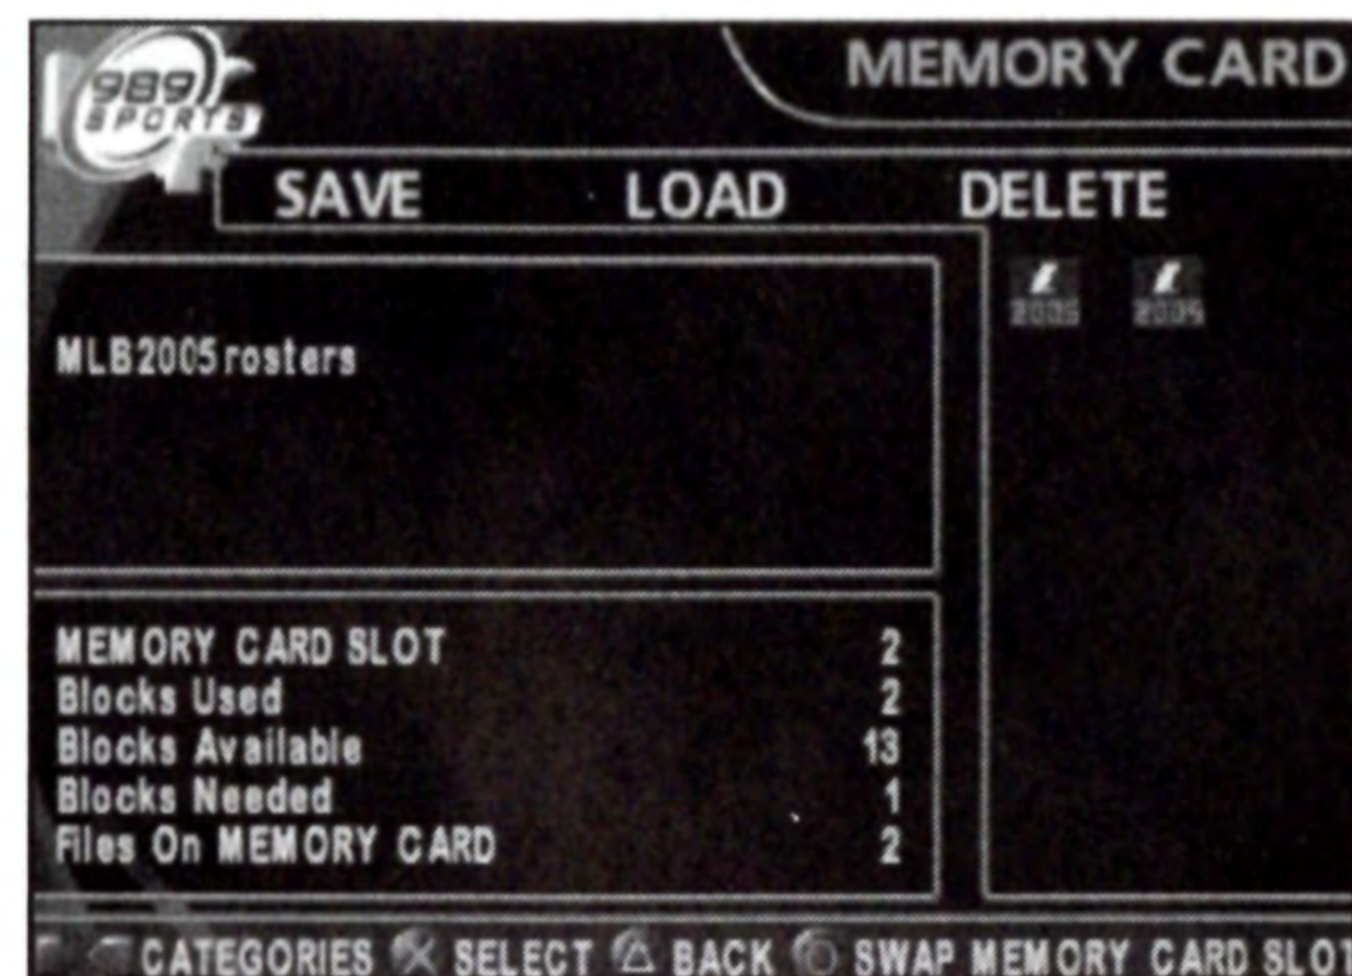 989
SPORTS
MEMORY CARD
SAVE LOAD DELETE
2005 2005
MLB2005rosters
MEMORY CARD SLOT 2
Blocks Used 2
Blocks Available 13
Blocks Needed 1
Files On MEMORY CARD 2
CATEGORIES SELECT BACK SWAP MEMORY CARD SLOT